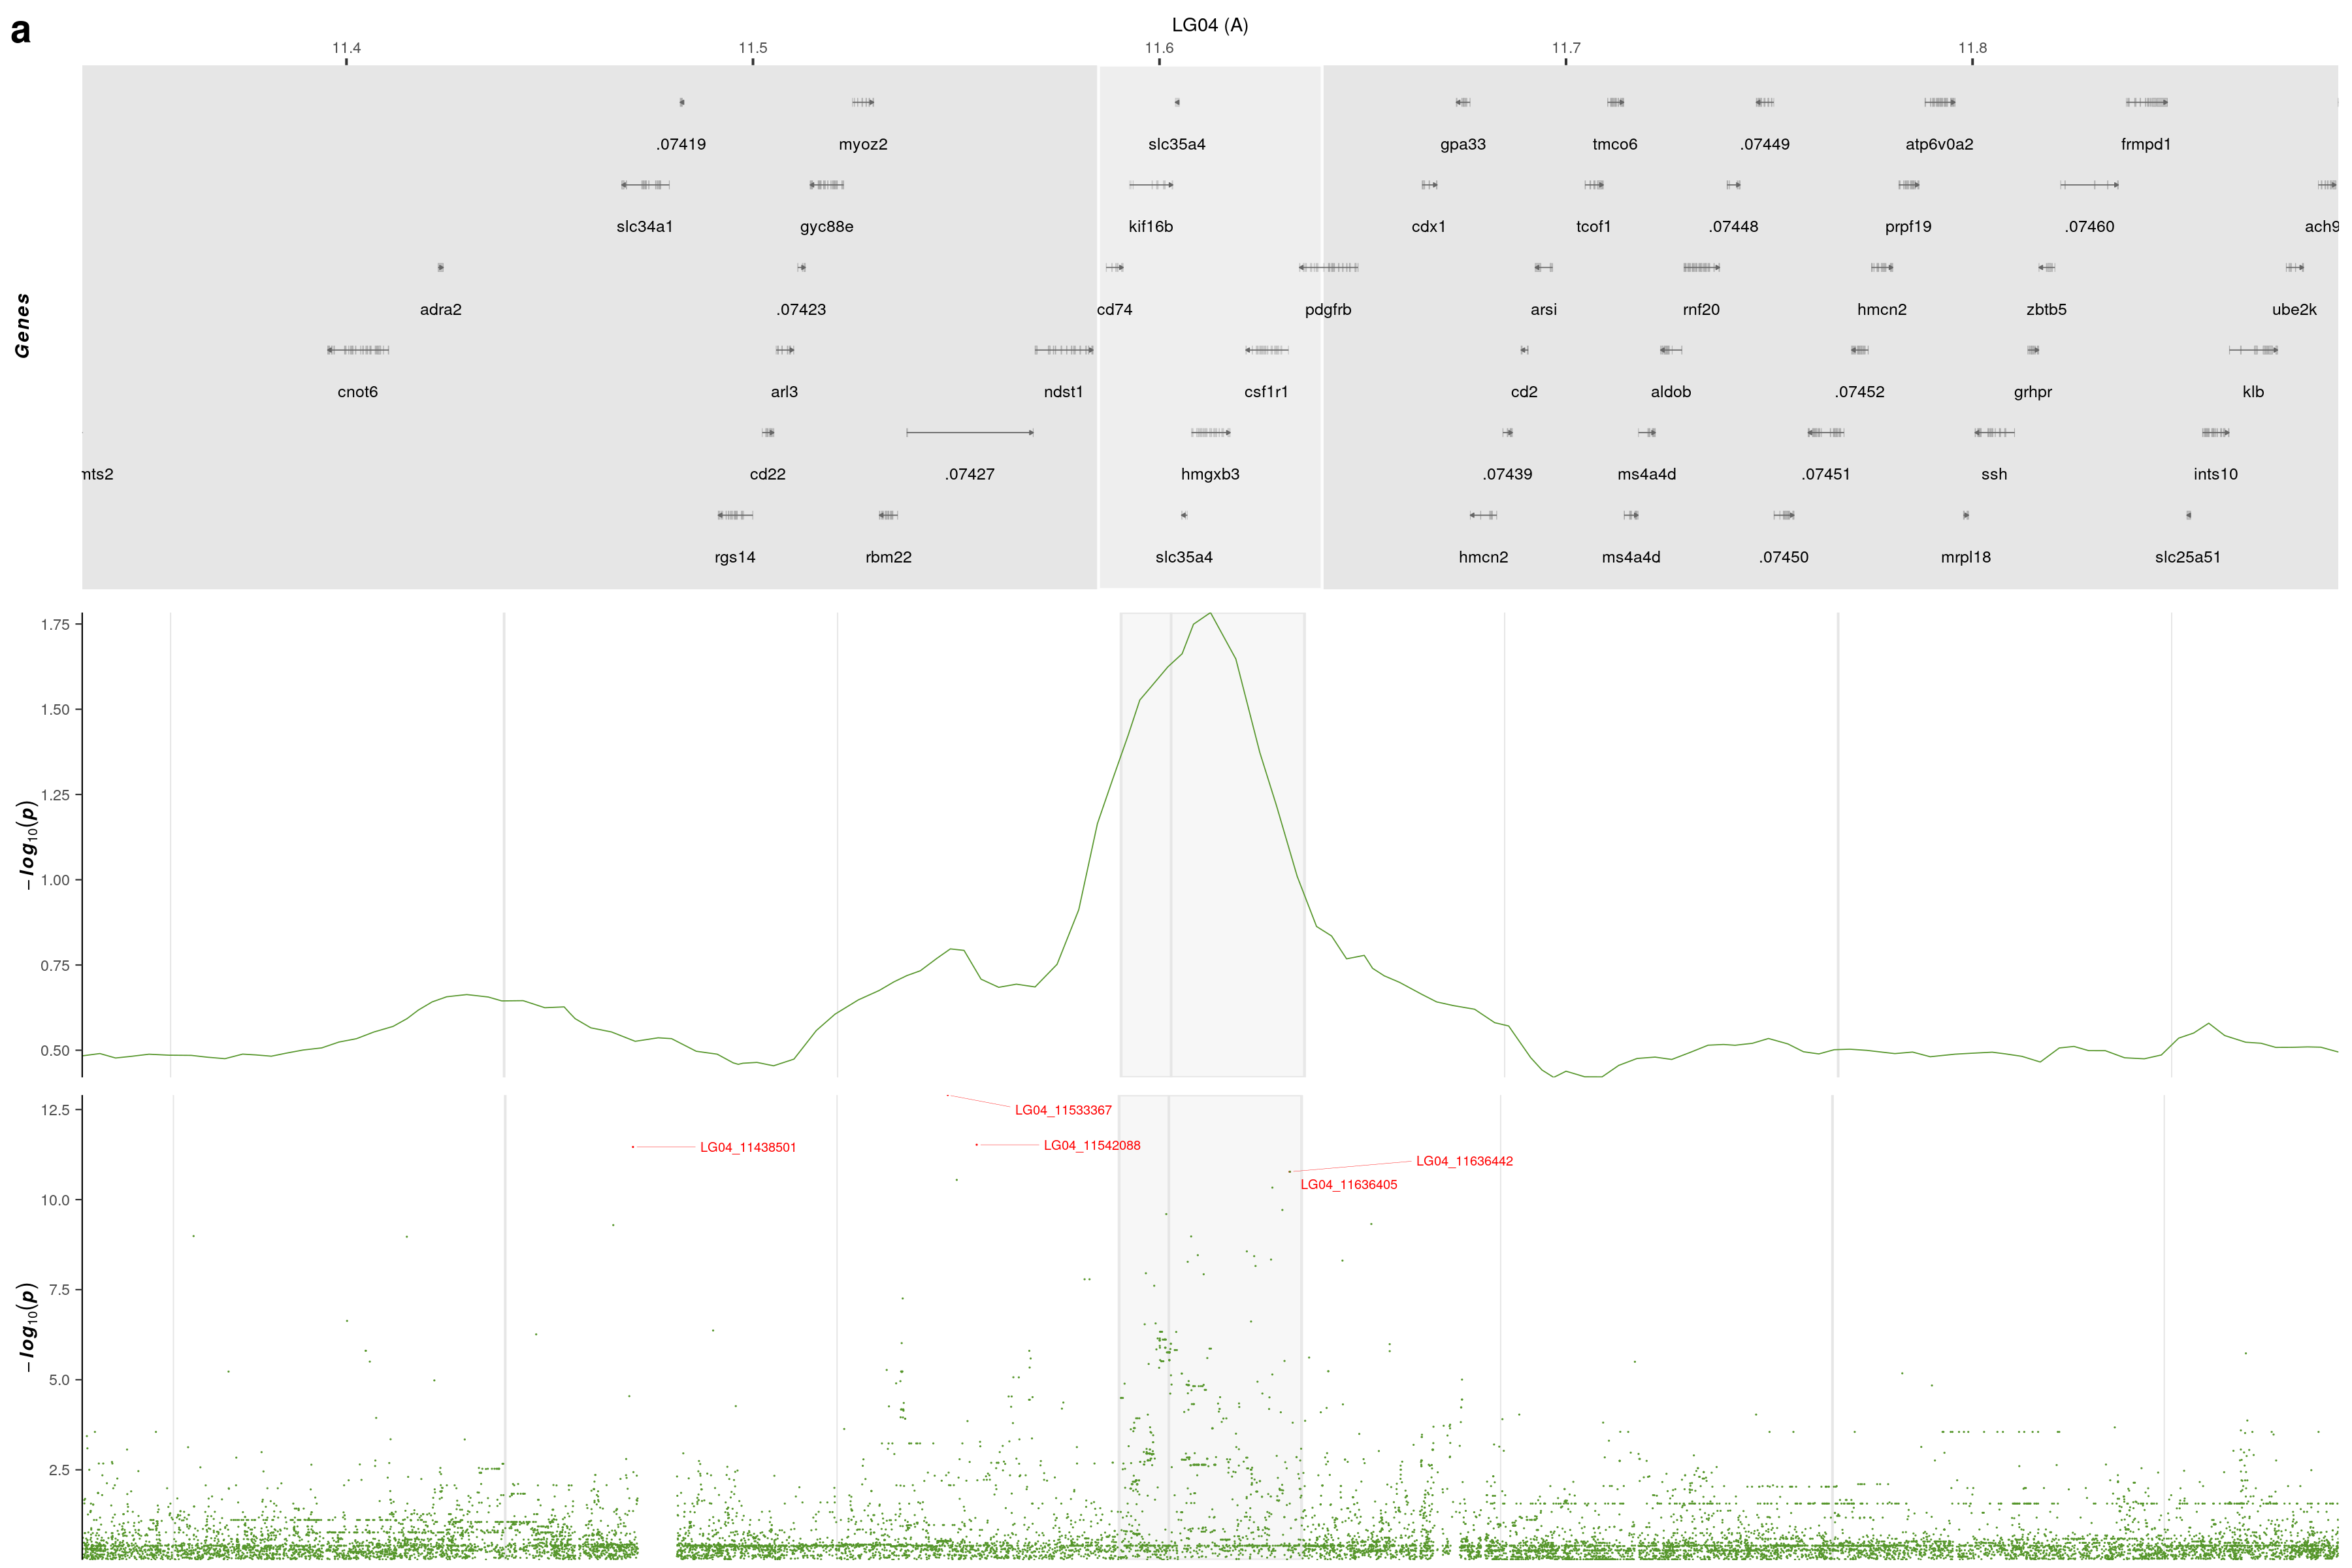 a
LG04 (A)
11.4 11.5 11.6 11.7 11.8
Genes
.07419 myoz2 slc35a4 gpa33 tmco6 .07449 atp6v0a2 frmpd1
slc34a1 gyc88e kif16b cdx1 tcof1 .07448 prpf19 .07460 ach9
adra2 .07423 cd74 pdgfrb arsi rnf20 hmcn2 zbtb5 ube2k
cnot6 arl3 ndst1 csf1r1 cd2 aldob .07452 grhpr klb
mts2 cd22 .07427 hmgxb3 .07439 ms4a4d .07451 ssh ints10
rgs14 rbm22 slc35a4 hmcn2 ms4a4d .07450 mrpl18 slc25a51
−log10(p)
1.75
1.50
1.25
1.00
0.75
0.50
−log10(p)
12.5
10.0
7.5
5.0
2.5
LG04_11533367
LG04_11438501
LG04_11542088
LG04_11636442
LG04_11636405